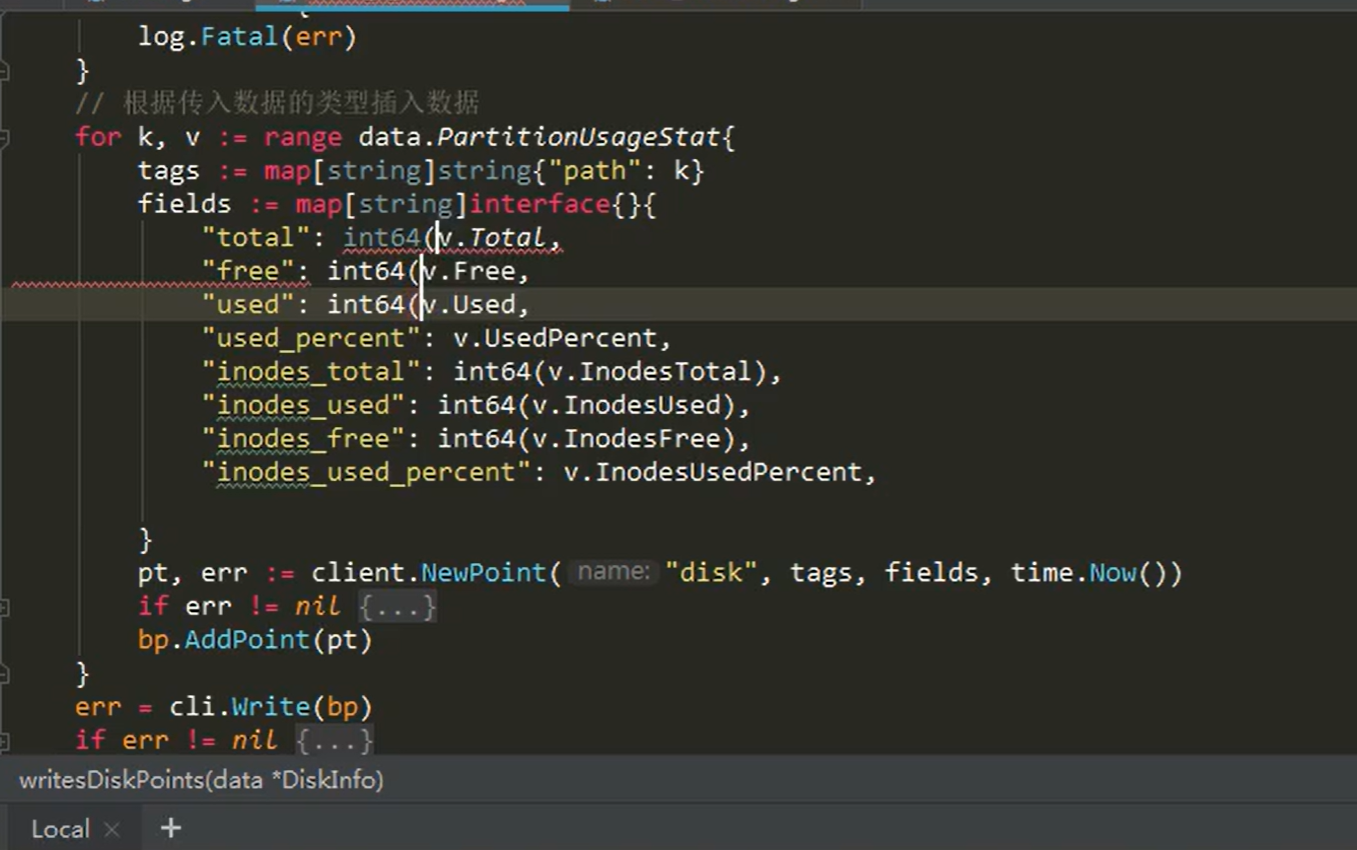 log.Fatal(err)
}
// 根据传入数据的类型插入数据
for k, v := range data.PartitionUsageStat{
tags := map[string]string{"path": k}
fields := map[string]interface{}{
"total": int64(v.Total,
"free": int64(v.Free,
"used": int64(v.Used,
"used_percent": v.UsedPercent,
"inodes_total": int64(v.InodesTotal),
"inodes_used": int64(v.InodesUsed),
"inodes_free": int64(v.InodesFree),
"inodes_used_percent": v.InodesUsedPercent,
}
pt, err := client.NewPoint( name: "disk", tags, fields, time.Now())
if err != nil {...}
bp.AddPoint(pt)
}
err = cli.Write(bp)
if err != nil {...}
writesDiskPoints(data *DiskInfo)
Local × +